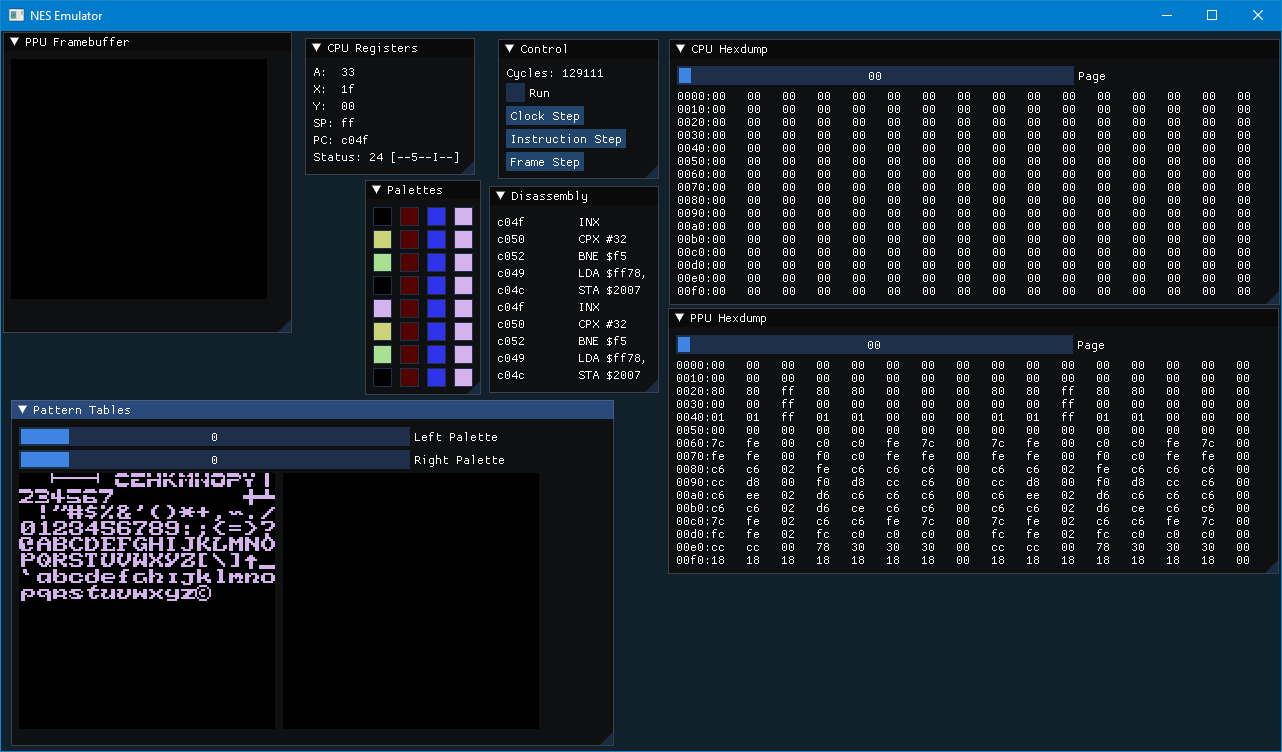 NES Emulator
PPU Framebuffer
CPU Registers
A: 33
X: 1f
Y: 00
SP: ff
PC: c04f
Status: 24 [--5--I--]
Control
Cycles: 129111
Run
Clock Step
Instruction Step
Frame Step
Palettes
Disassembly
c04f INX
c050 CPX #32
c052 BNE $f5
c049 LDA $ff78,
c04c STA $2007
c04f INX
c050 CPX #32
c052 BNE $f5
c049 LDA $ff78,
c04c STA $2007
CPU Hexdump
00 Page
0000:00 00 00 00 00 00 00 00 00 00 00 00 00 00 00 00
0010:00 00 00 00 00 00 00 00 00 00 00 00 00 00 00 00
0020:00 00 00 00 00 00 00 00 00 00 00 00 00 00 00 00
0030:00 00 00 00 00 00 00 00 00 00 00 00 00 00 00 00
0040:00 00 00 00 00 00 00 00 00 00 00 00 00 00 00 00
0050:00 00 00 00 00 00 00 00 00 00 00 00 00 00 00 00
0060:00 00 00 00 00 00 00 00 00 00 00 00 00 00 00 00
0070:00 00 00 00 00 00 00 00 00 00 00 00 00 00 00 00
0080:00 00 00 00 00 00 00 00 00 00 00 00 00 00 00 00
0090:00 00 00 00 00 00 00 00 00 00 00 00 00 00 00 00
00a0:00 00 00 00 00 00 00 00 00 00 00 00 00 00 00 00
00b0:00 00 00 00 00 00 00 00 00 00 00 00 00 00 00 00
00c0:00 00 00 00 00 00 00 00 00 00 00 00 00 00 00 00
00d0:00 00 00 00 00 00 00 00 00 00 00 00 00 00 00 00
00e0:00 00 00 00 00 00 00 00 00 00 00 00 00 00 00 00
00f0:00 00 00 00 00 00 00 00 00 00 00 00 00 00 00 00
PPU Hexdump
00 Page
0000:00 00 00 00 00 00 00 00 00 00 00 00 00 00 00 00
0010:00 00 00 00 00 00 00 00 00 00 00 00 00 00 00 00
0020:80 80 ff 80 80 00 00 00 80 80 ff 80 80 00 00 00
0030:00 00 ff 00 00 00 00 00 00 00 ff 00 00 00 00 00
0040:01 01 ff 01 01 00 00 00 01 01 ff 01 01 00 00 00
0050:00 00 00 00 00 00 00 00 00 00 00 00 00 00 00 00
0060:7c fe 00 c0 c0 fe 7c 00 7c fe 00 c0 c0 fe 7c 00
0070:fe fe 00 f0 c0 fe fe 00 fe fe 00 f0 c0 fe fe 00
0080:c6 c6 02 fe c6 c6 c6 00 c6 c6 02 fe c6 c6 c6 00
0090:cc d8 00 f0 d8 cc c6 00 cc d8 00 f0 d8 cc c6 00
00a0:c6 ee 02 d6 c6 c6 c6 00 c6 ee 02 d6 c6 c6 c6 00
00b0:c6 c6 02 d6 ce c6 c6 00 c6 c6 02 d6 ce c6 c6 00
00c0:7c fe 02 c6 c6 fe 7c 00 7c fe 02 c6 c6 fe 7c 00
00d0:fc fe 02 fc c0 c0 c0 00 fc fe 02 fc c0 c0 c0 00
00e0:cc cc 00 78 30 30 30 00 cc cc 00 78 30 30 30 00
00f0:18 18 18 18 18 18 18 00 18 18 18 18 18 18 18 00
Pattern Tables
0 Left Palette
0 Right Palette
CEHKMNOPY!
234567
!"#$%&'()*+,-./
0123456789:;<=>?
@ABCDEFGHIJKLMNO
PQRSTUVWXYZ[\]↑_
`abcdefghijklmno
pqrstuvwxyz©